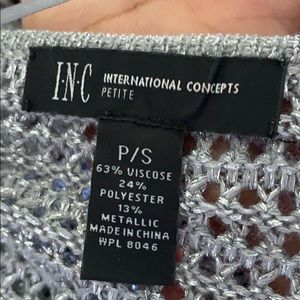 I·N·C INTERNATIONAL CONCEPTS
PETITE
P/S
63% VISCOSE
24%
POLYESTER
13%
METALLIC
MADE IN CHINA
WPL 8046